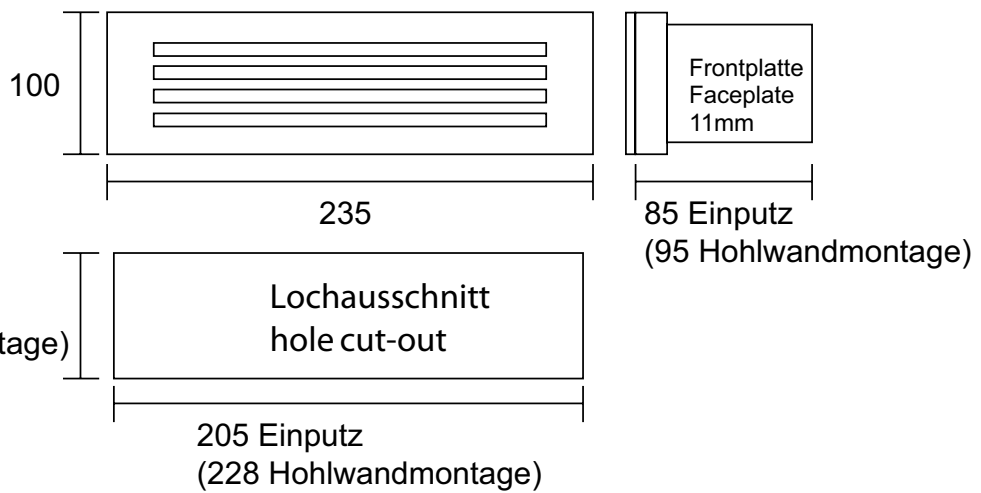 100
Frontplatte
Faceplate
11mm
235
85 Einputz
(95 Hohlwandmontage)
Lochausschnitt
hole cut-out
tage)
205 Einputz
(228 Hohlwandmontage)